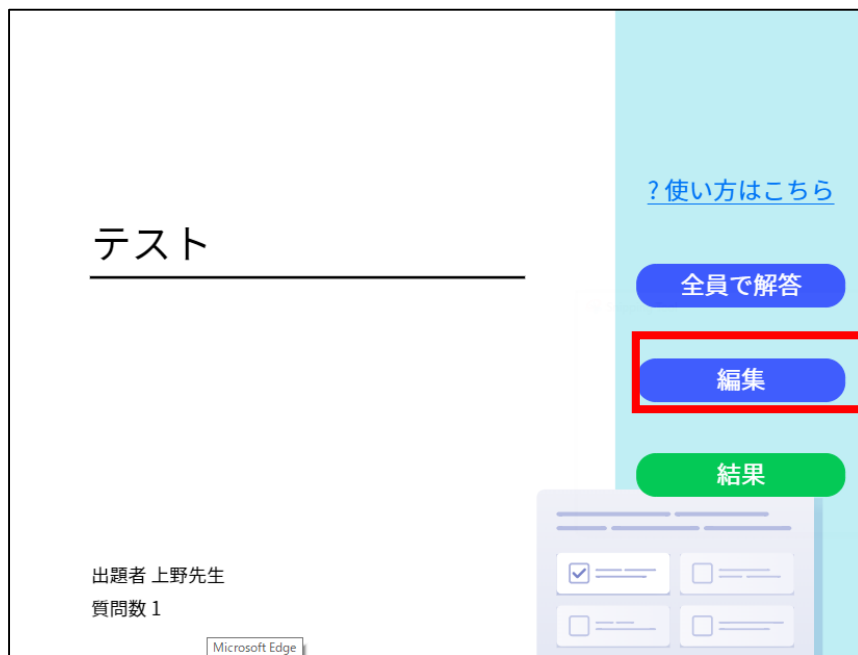 ? 使い方はこちら
テスト
全員で解答
編集
結果
出題者 上野先生
質問数 1
Microsoft Edge